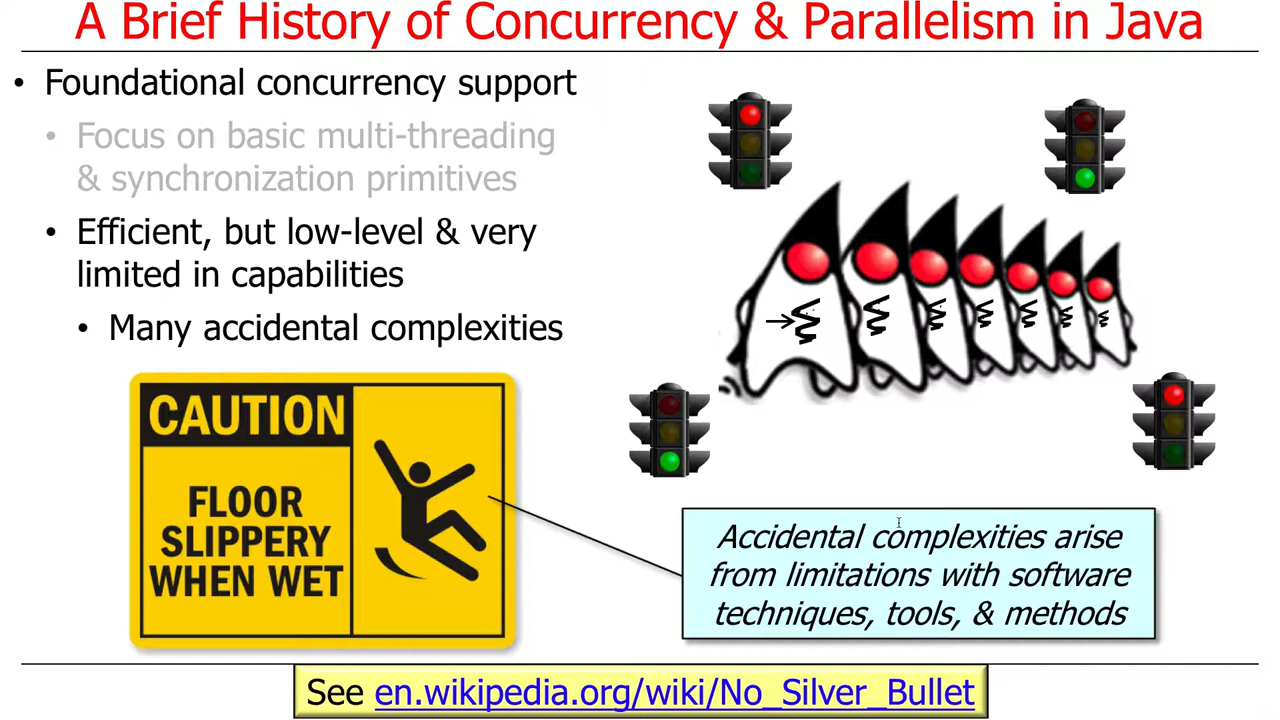 A Brief History of Concurrency & Parallelism in Java
• Foundational concurrency support
• Focus on basic multi-threading
& synchronization primitives
• Efficient, but low-level & very
limited in capabilities
• Many accidental complexities
CAUTION
FLOOR
SLIPPERY
WHEN WET
Accidental complexities arise
from limitations with software
techniques, tools, & methods
See en.wikipedia.org/wiki/No_Silver_Bullet